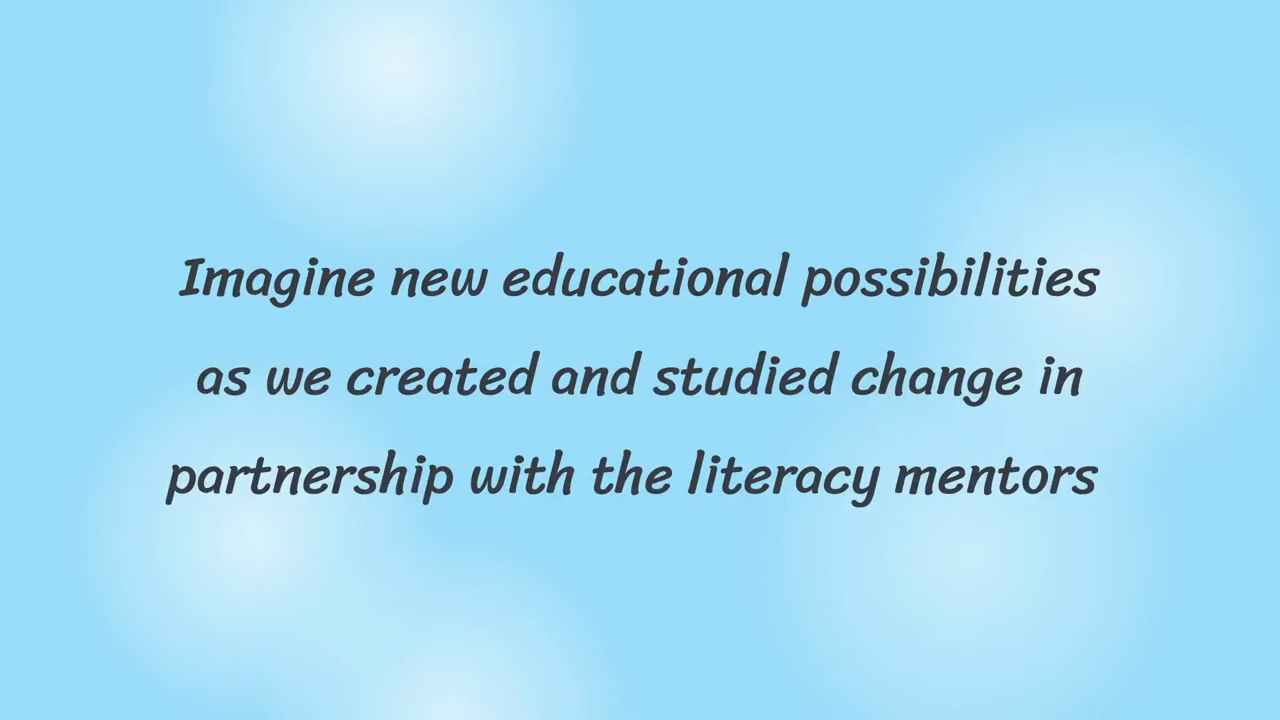 Imagine new educational possibilities
as we created and studied change in
partnership with the literacy mentors